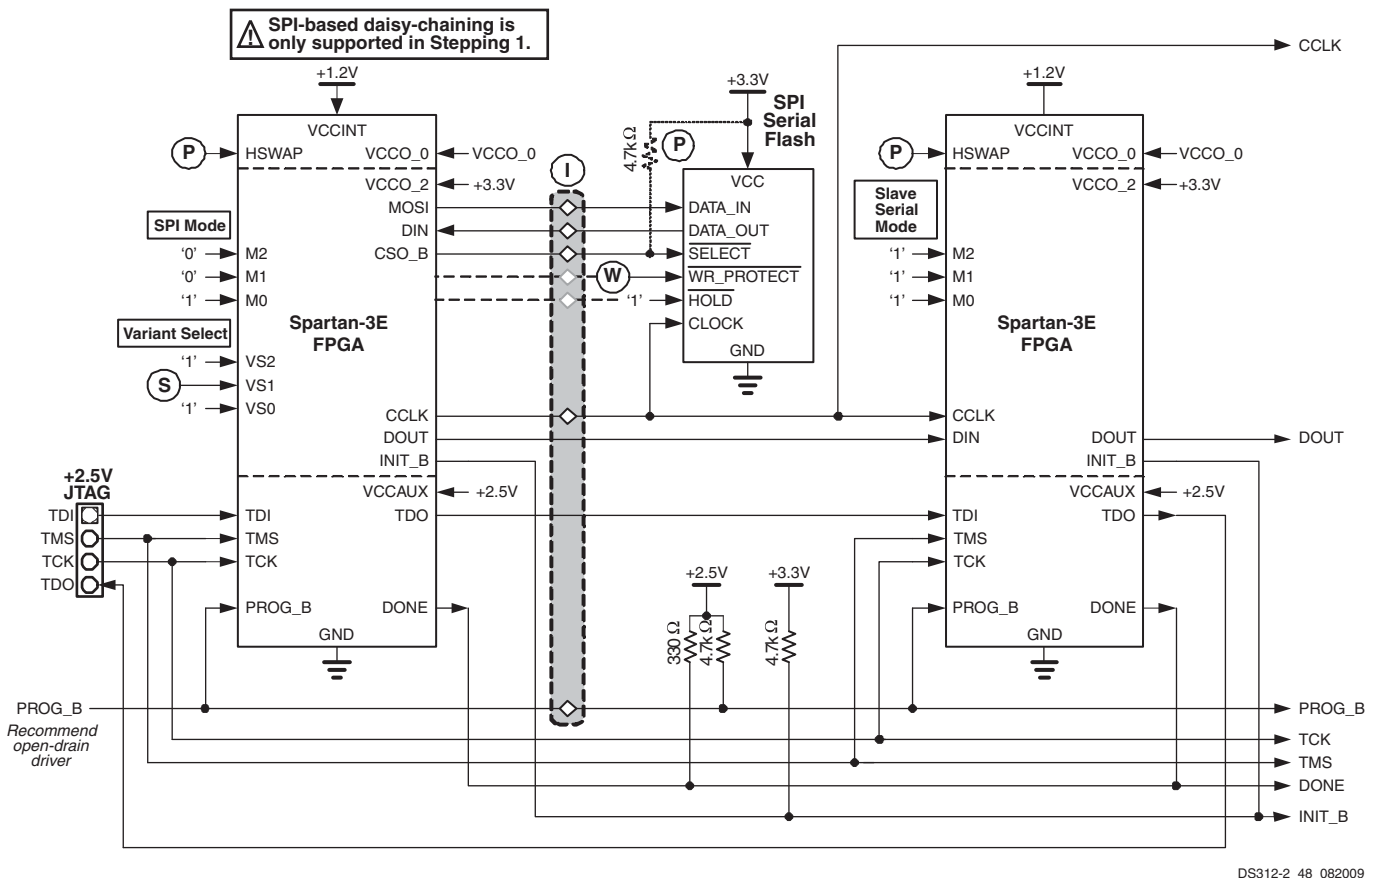 SPI-based daisy-chaining is
only supported in Stepping 1.
CCLK
+1.2V
+3.3V
+1.2V
SPI
Serial
Flash
VCCINT
P
HSWAP
VCCO_0
VCCO_0
I
4.7kΩ
P
VCC
VCCINT
P
HSWAP
VCCO_0
VCCO_0
VCCO_2
+3.3V
VCCO_2
+3.3V
MOSI
DATA_IN
Slave
Serial
Mode
SPI Mode
DIN
DATA_OUT
'0'
M2
CSO_B
SELECT
'1'
M2
'0'
M1
W
WR_PROTECT
'1'
M1
'1'
M0
'1'
HOLD
'1'
M0
Variant Select
Spartan-3E
FPGA
CLOCK
GND
Spartan-3E
FPGA
'1'
VS2
S
VS1
'1'
VS0
CCLK
CCLK
DOUT
DIN
DOUT
DOUT
INIT_B
INIT_B
+2.5V
JTAG
VCCAUX
+2.5V
VCCAUX
+2.5V
TDI
TDI
TDO
TDI
TDO
TMS
TMS
TMS
TCK
TCK
TCK
TDO
+2.5V
+3.3V
PROG_B
DONE
PROG_B
DONE
GND
330 Ω
4.7kΩ
4.7kΩ
GND
PROG_B
PROG_B
Recommend
open-drain
driver
TCK
TMS
DONE
INIT_B
DS312-2_48_082009